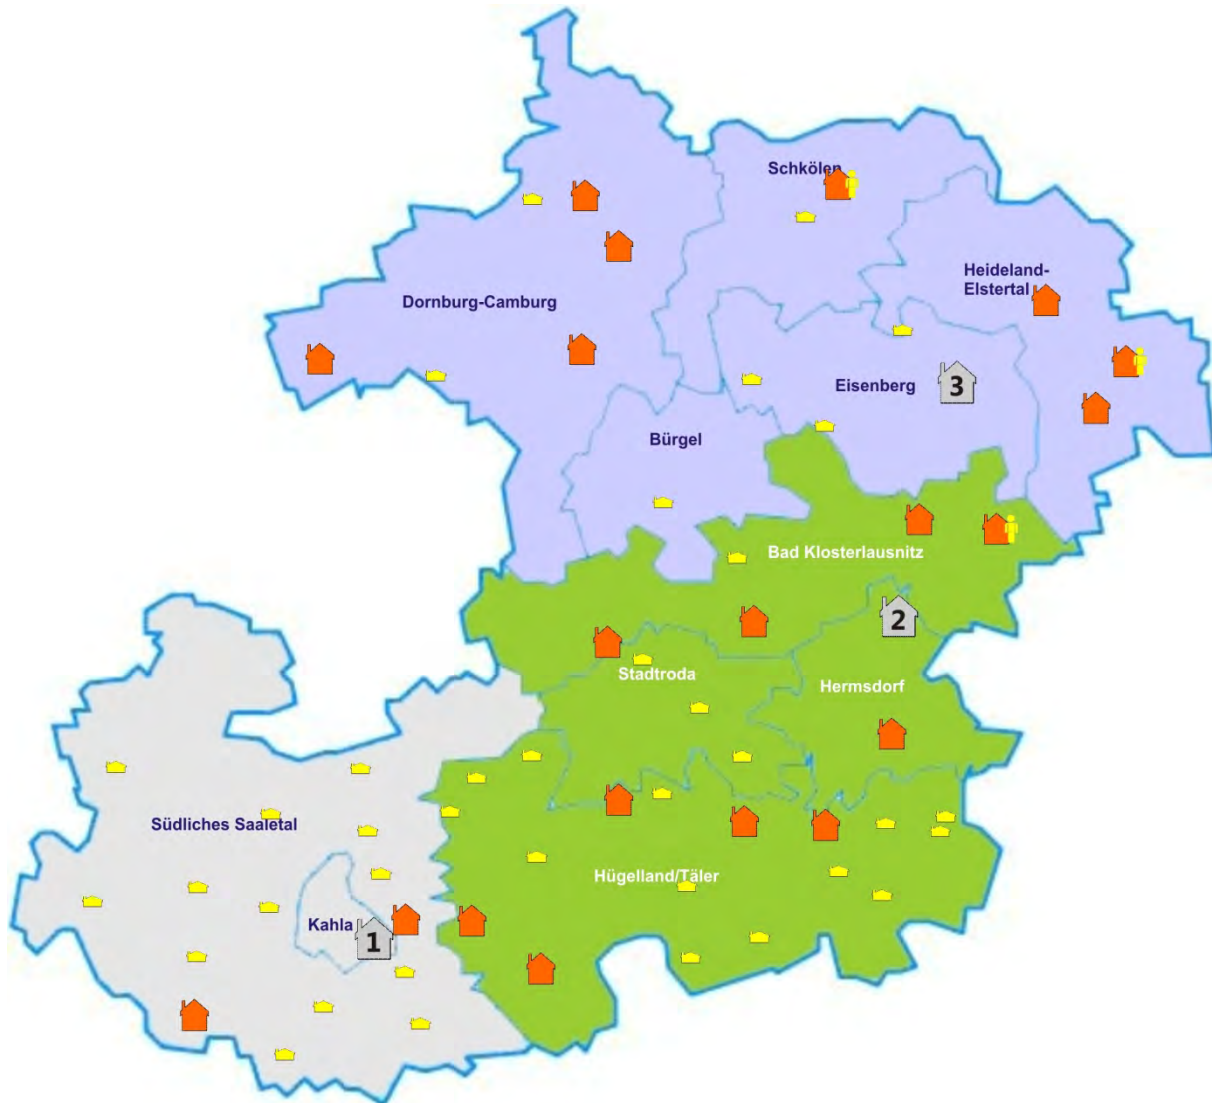 Schkölen
Heideland-
Elstertal
Dornburg-Camburg
Eisenberg
3
Bürgel
Bad Klosterlausnitz
2
Stadtroda
Hermsdorf
Südliches Saaletal
Hügelland/Täler
Kahla
1